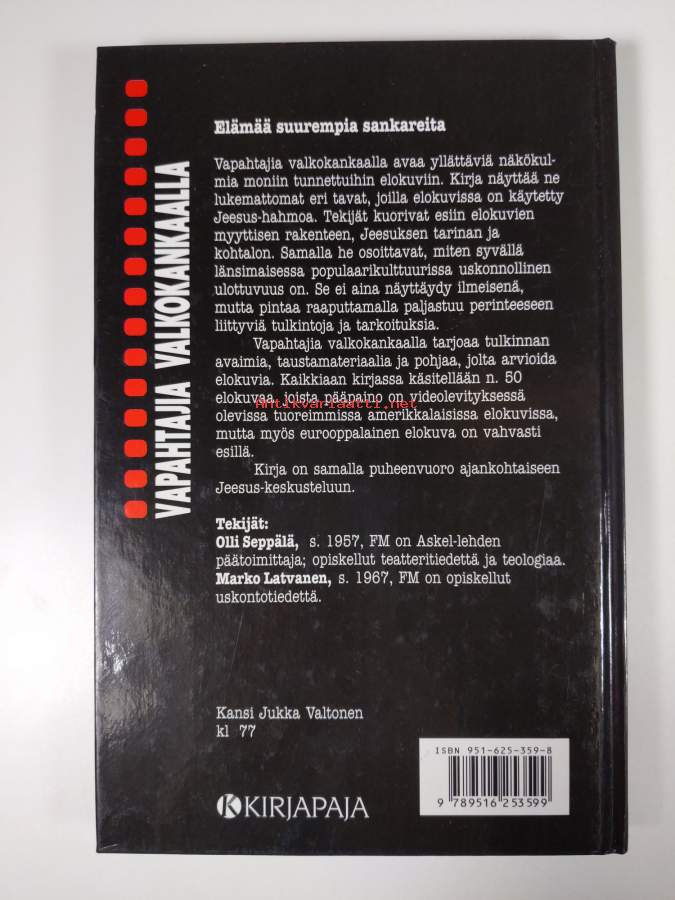 VAPAHTAJIA VALKOKANKAALLA
Elämää suurempia sankareita
Vapahtajia valkokankaalla avaa yllättäviä näkökul-
mia moniin tunnettuihin elokuviin. Kirja näyttää ne
lukemattomat eri tavat, joilla elokuvissa on käytetty
Jeesus-hahmoa. Tekijät kuorivat esiin elokuvien
myyttisen rakenteen, Jeesuksen tarinan ja
kohtalon. Samalla he osoittavat, miten syvällä
länsimaisessa populaarikulttuurissa uskonnollinen
ulottuvuus on. Se ei aina näyttäydy ilmeisenä,
mutta pintaa raaputtamalla paljastuu perinteeseen
liittyviä tulkintoja ja tarkoituksia.
Vapahtajia valkokankaalla tarjoaa tulkinnan
avaimia, taustamateriaalia ja pohjaa, jolta arvioida
elokuvia. Kaikkiaan kirjassa käsitellään n. 50
elokuvaa, joista pääpaino on videolevityksessä
Antikvariaatti.net
olevissa tuoreimmissa amerikkalaisissa elokuvissa,
mutta myös eurooppalainen elokuva on vahvasti
esillä.
Kirja on samalla puheenvuoro ajankohtaiseen
Jeesus-keskusteluun.
Tekijät:
Olli Seppälä, s. 1957, FM on Askel-lehden
päätoimittaja; opiskellut teatteritiedettä ja teologiaa.
Marko Latvanen, s. 1967, FM on opiskellut
uskontotiedettä.
Kansi Jukka Valtonen
kl 77
ISBN 951-625-359-8
9 789516 253599
K KIRJAPAJA